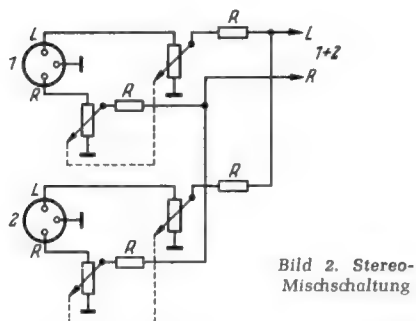 R
L
L
1+2
1
R
R
R
L
R
2
R
R
Bild 2. Stereo-
Mischschaltung